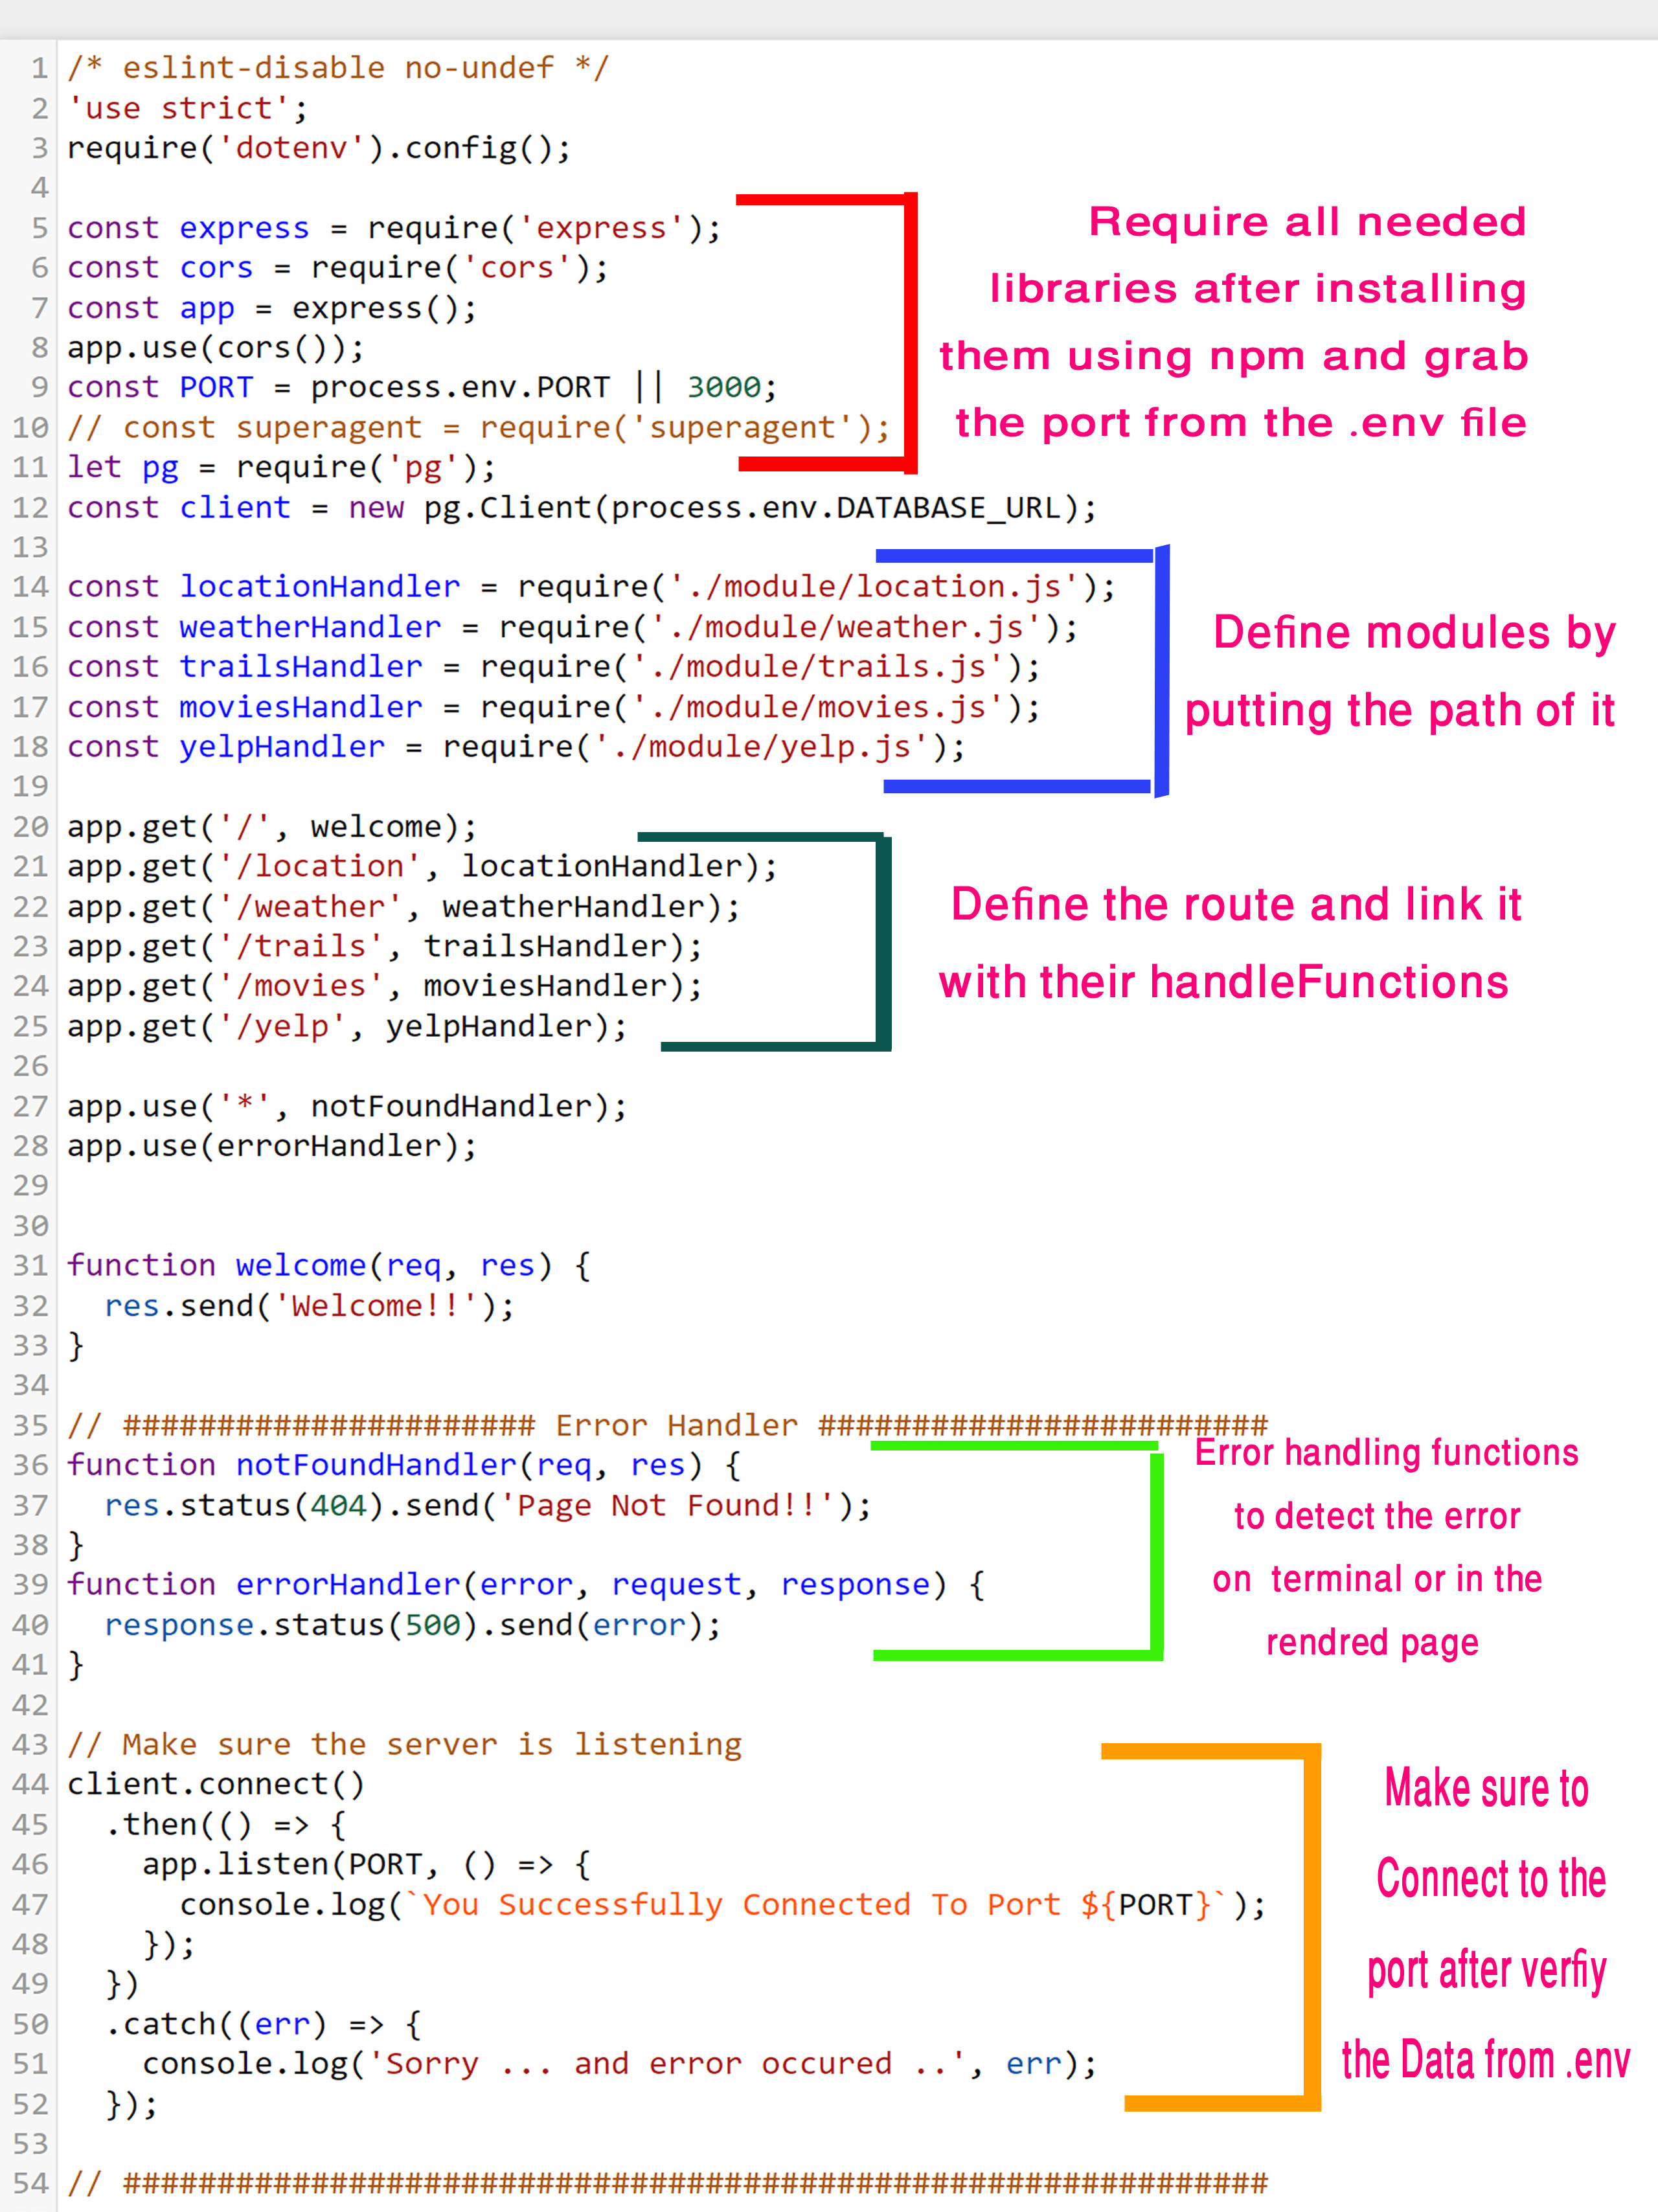 1 /* eslint-disable no-undef */
2 'use strict';
3 require('dotenv').config();
4
5 const express = require('express');
6 const cors = require('cors');
7 const app = express();
8 app.use(cors());
9 const PORT = process.env.PORT || 3000;
10 // const superagent = require('superagent');
11 let pg = require('pg');
12 const client = new pg.Client(process.env.DATABASE_URL);
13
Require all needed
libraries after installing
them using npm and grab
the port from the .env file
14 const locationHandler = require('./module/location.js');
15 const weatherHandler = require('./module/weather.js');
16 const trailsHandler = require('./module/trails.js');
17 const moviesHandler = require('./module/movies.js');
18 const yelpHandler = require('./module/yelp.js');
19
Define modules by
putting the path of it
20 app.get('/', welcome);
21 app.get('/location', locationHandler);
22 app.get('/weather', weatherHandler);
23 app.get('/trails', trailsHandler);
24 app.get('/movies', moviesHandler);
25 app.get('/yelp', yelpHandler);
26
Define the route and link it
with their handleFunctions
27 app.use('*', notFoundHandler);
28 app.use(errorHandler);
29
30
31 function welcome(req, res) {
32   res.send('Welcome!!');
33 }
34
35 // ###################### Error Handler ########################
36 function notFoundHandler(req, res) {
37   res.status(404).send('Page Not Found!!');
38 }
39 function errorHandler(error, request, response) {
40   response.status(500).send(error);
41 }
42
Error handling functions
to detect the error
on terminal or in the
rendred page
43 // Make sure the server is listening
44 client.connect()
45   .then(() => {
46     app.listen(PORT, () => {
47       console.log(`You Successfully Connected To Port ${PORT}`);
48     });
49   })
50   .catch((err) => {
51     console.log('Sorry ... and error occured ..', err);
52   });
53
Make sure to
Connect to the
port after verfiy
the Data from .env
54 // #############################################################